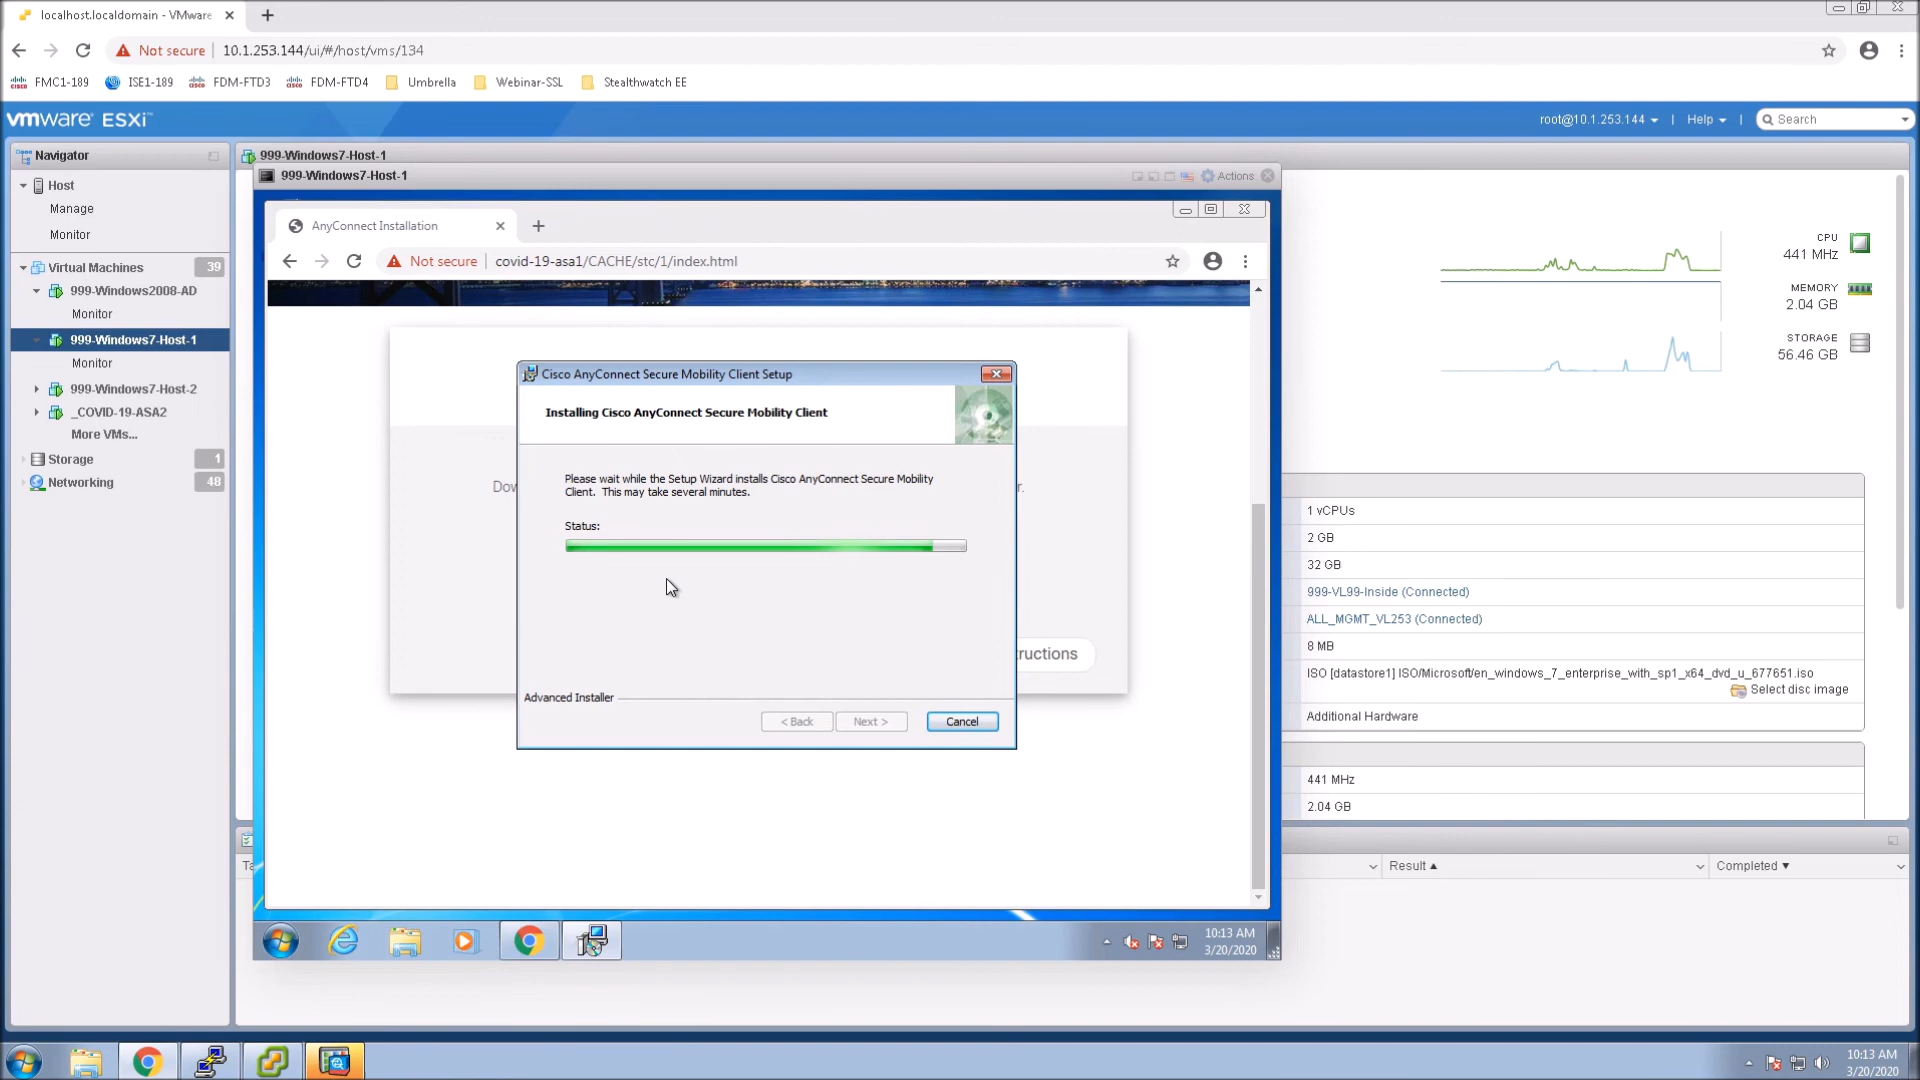 localhost.localdomain - VMware
Not secure | 10.1.253.144/ui/#/host/vms/134
FMC1-189 ISE1-189 FDM-FTD3 FDM-FTD4 Umbrella Webinar-SSL Stealthwatch EE
vmware ESXi
root@10.1.253.144 | Help | Search
Navigator
Host
Manage
Monitor
Virtual Machines 39
999-Windows2008-AD
Monitor
999-Windows7-Host-1
Monitor
999-Windows7-Host-2
_COVID-19-ASA2
More VMs...
Storage 1
Networking 48
999-Windows7-Host-1
999-Windows7-Host-1
Actions
AnyConnect Installation
Not secure | covid-19-asa1/CACHE/stc/1/index.html
Cisco AnyConnect Secure Mobility Client Setup
Installing Cisco AnyConnect Secure Mobility Client
Please wait while the Setup Wizard installs Cisco AnyConnect Secure Mobility
Client. This may take several minutes.
Status:
Advanced Installer
< Back Next > Cancel
10:13 AM
3/20/2020
CPU
441 MHz
MEMORY
2.04 GB
STORAGE
56.46 GB
1 vCPUs
2 GB
32 GB
999-VL99-Inside (Connected)
ALL_MGMT_VL253 (Connected)
8 MB
ISO [datastore1] ISO/Microsoft/en_windows_7_enterprise_with_sp1_x64_dvd_u_677651.iso
Select disc image
Additional Hardware
441 MHz
2.04 GB
Result Completed
10:13 AM
3/20/2020